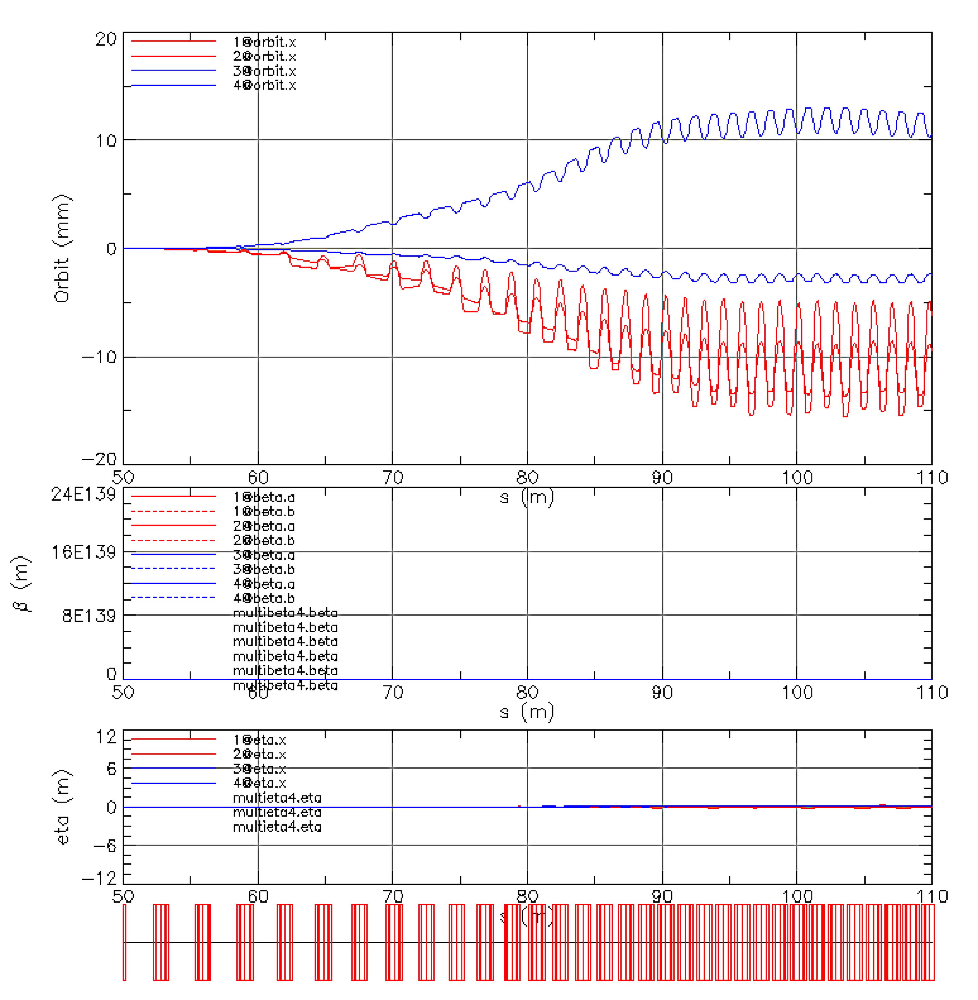 20
1@orbit.x
2@orbit.x
3@orbit.x
4@orbit.x
10
0
-10
-20
Orbit (mm)
50 60 70 80 90 100 110
s (m)
24E139
1@beta.a
1@beta.b
2@beta.a
2@beta.b
16E139
3@beta.a
3@beta.b
4@beta.a
4@beta.b
8E139
multibeta4.beta
multibeta4.beta
multibeta4.beta
multibeta4.beta
multibeta4.beta
0
multibeta4.beta
β (m)
50 60 70 80 90 100 110
s (m)
12
1@eta.x
2@eta.x
6
3@eta.x
4@eta.x
multieta4.eta
0
multieta4.eta
multieta4.eta
-6
-12
eta (m)
50 60 70 80 90 100 110
s (m)